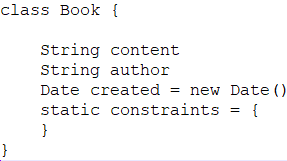 class Book {
String content
String author
Date created = new Date()
static constraints = {
}
}